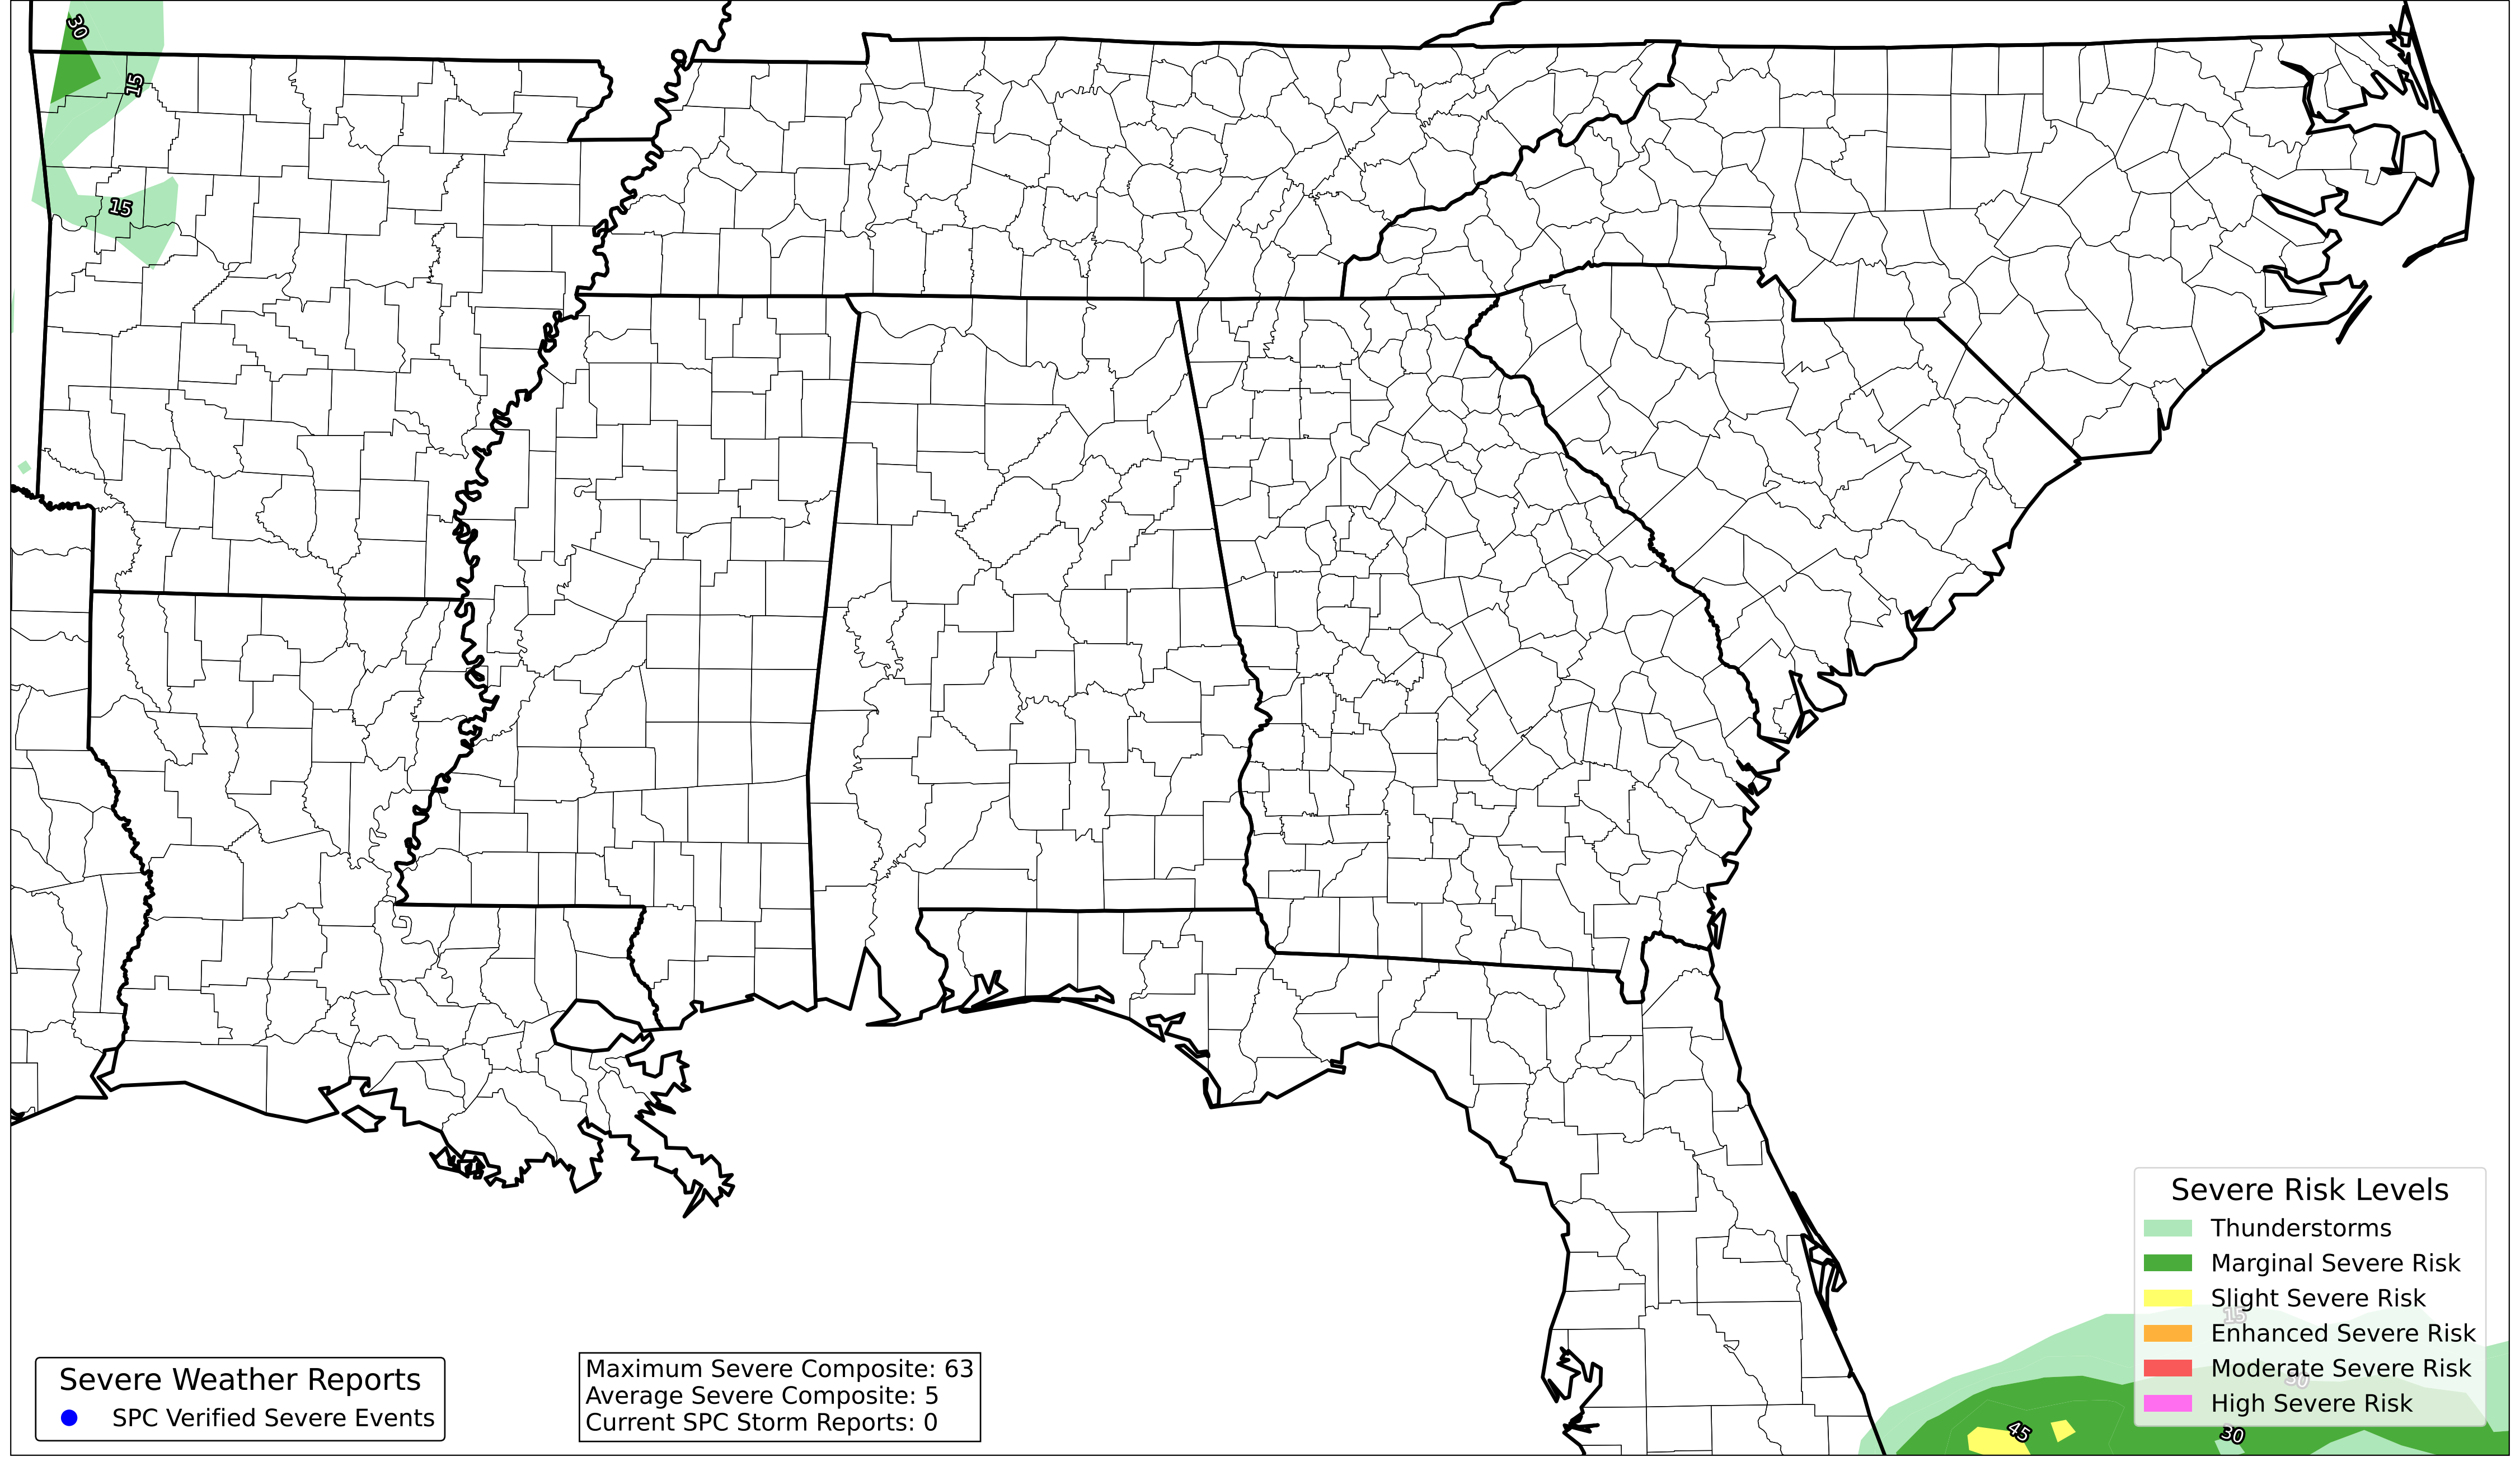 30
15
15
Severe Risk Levels
Thunderstorms
Marginal Severe Risk
Slight Severe Risk
15
Enhanced Severe Risk
Moderate Severe Risk
30
High Severe Risk
45
30
Severe Weather Reports
SPC Verified Severe Events
Maximum Severe Composite: 63
Average Severe Composite: 5
Current SPC Storm Reports: 0